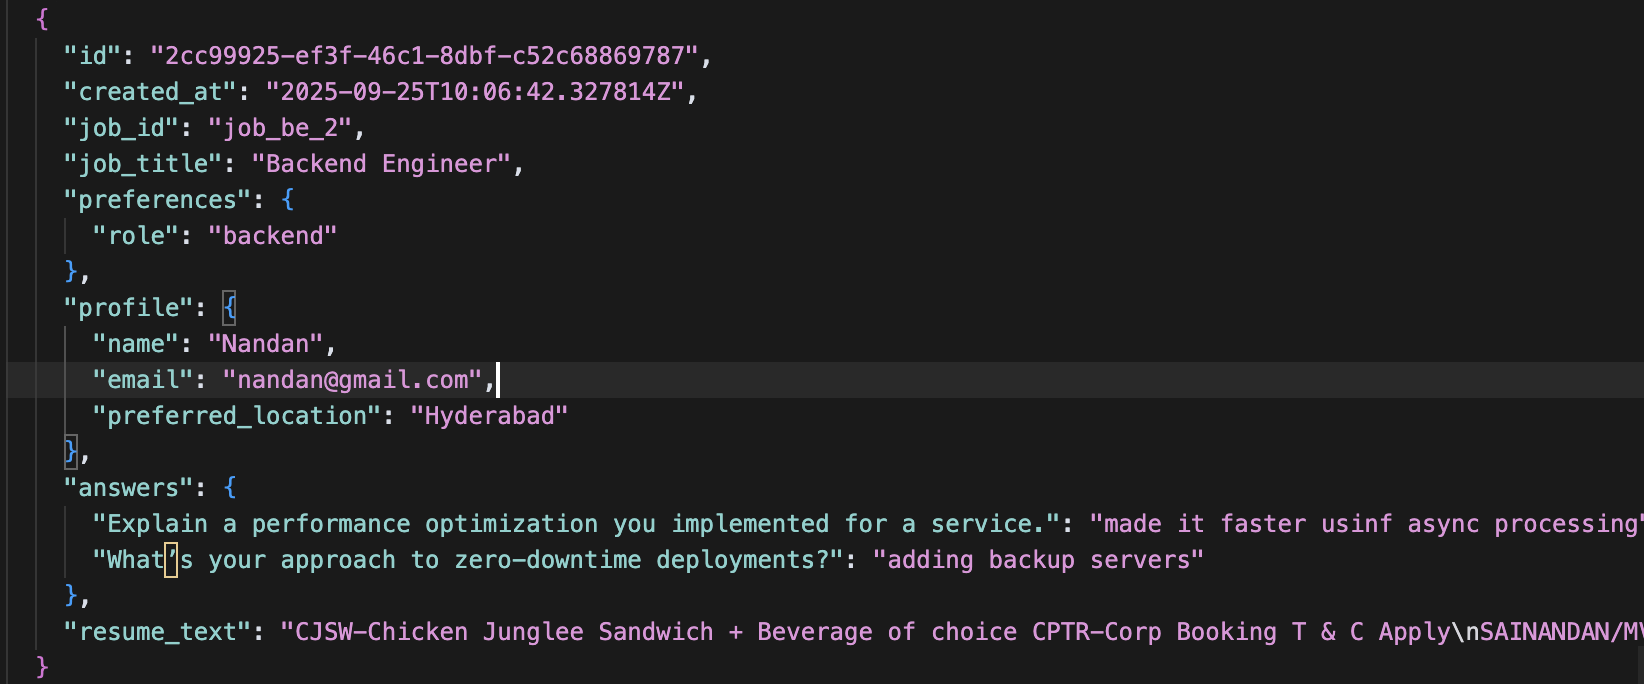 {
"id": "2cc99925-ef3f-46c1-8dbf-c52c68869787",
"created_at": "2025-09-25T10:06:42.327814Z",
"job_id": "job_be_2",
"job_title": "Backend Engineer",
"preferences": {
"role": "backend"
},
"profile": {
"name": "Nandan",
"email": "nandan@gmail.com",
"preferred_location": "Hyderabad"
},
"answers": {
"Explain a performance optimization you implemented for a service.": "made it faster usinf async processing"
"What’s your approach to zero-downtime deployments?": "adding backup servers"
},
"resume_text": "CJSW-Chicken Junglee Sandwich + Beverage of choice CPTR-Corp Booking T & C Apply\nSAINANDAN/MV
}